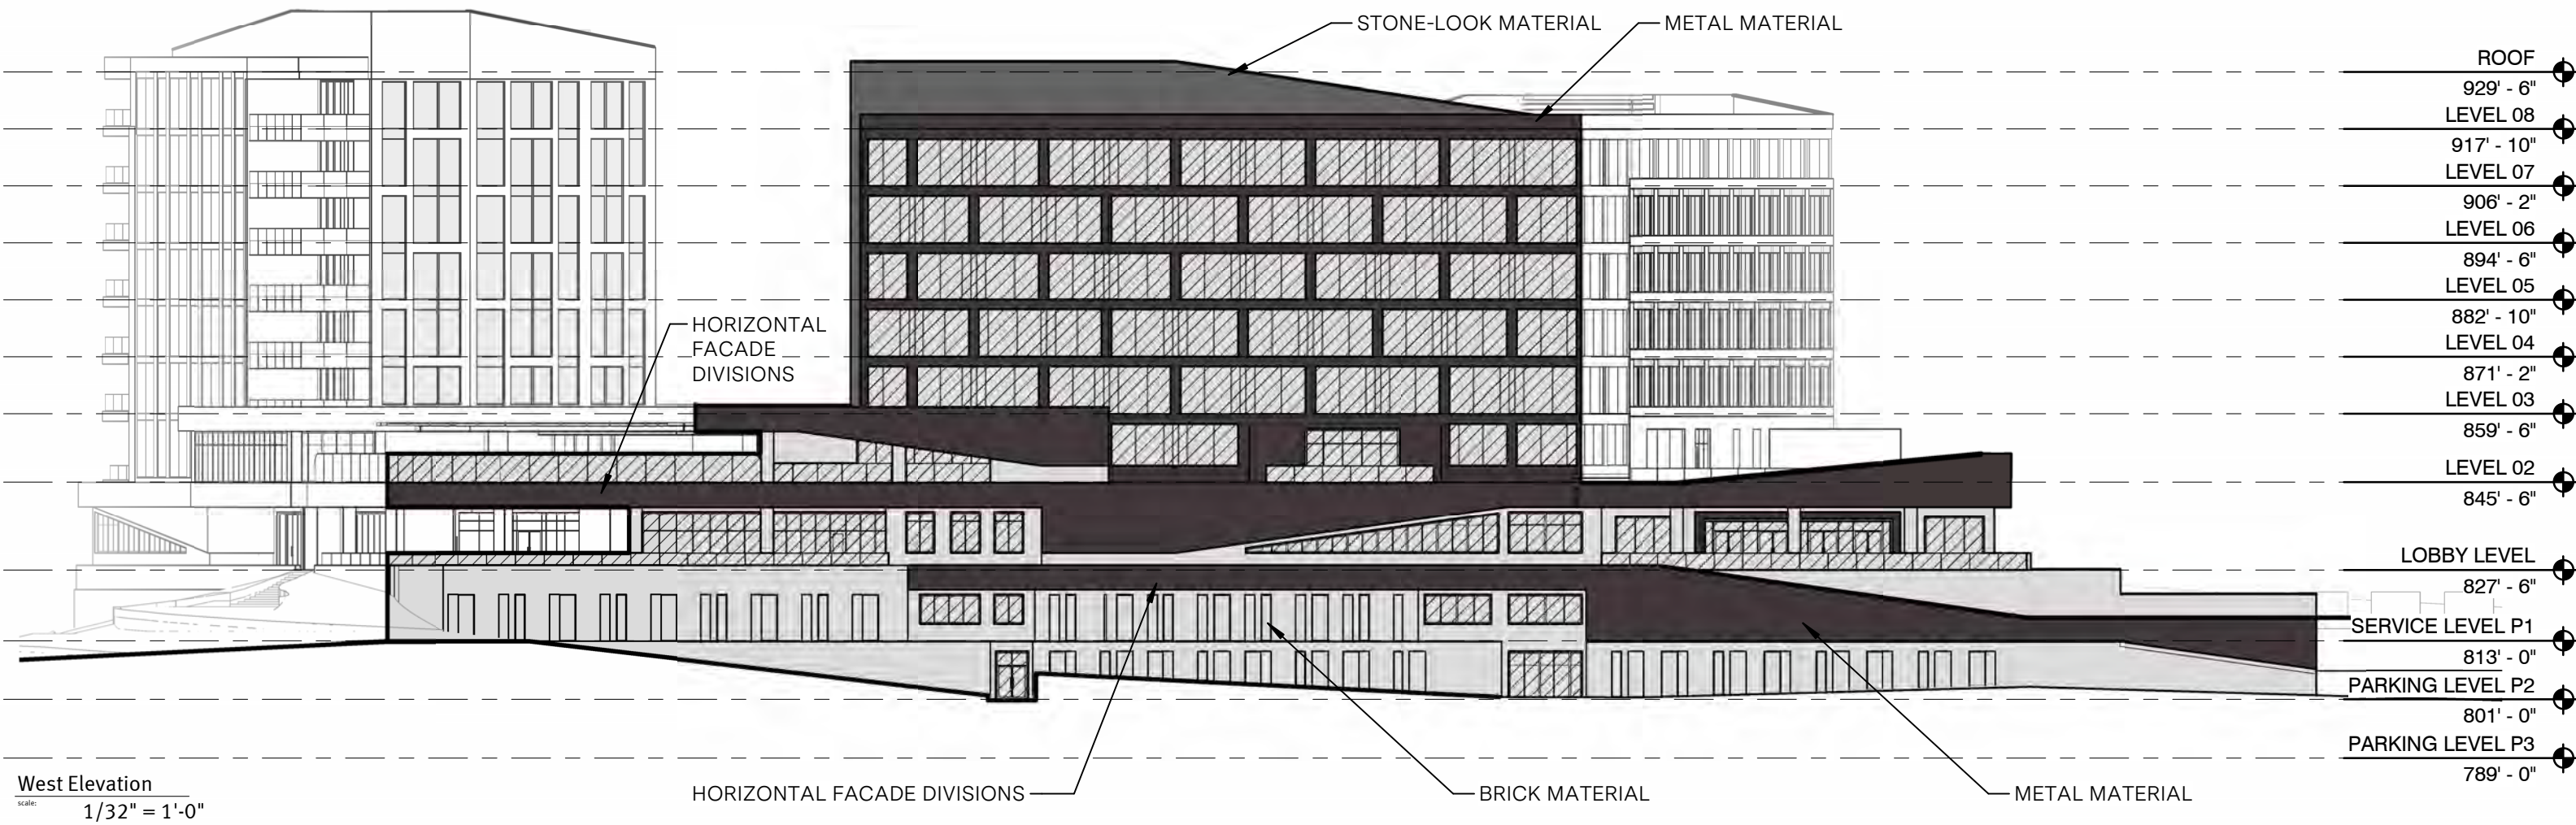 STONE-LOOK MATERIAL
METAL MATERIAL
ROOF
929' - 6"
LEVEL 08
917' - 10"
LEVEL 07
906' - 2"
LEVEL 06
894' - 6"
LEVEL 05
882' - 10"
LEVEL 04
871' - 2"
LEVEL 03
859' - 6"
LEVEL 02
845' - 6"
LOBBY LEVEL
827' - 6"
SERVICE LEVEL P1
813' - 0"
PARKING LEVEL P2
801' - 0"
PARKING LEVEL P3
789' - 0"
HORIZONTAL
FACADE
DIVISIONS
HORIZONTAL FACADE DIVISIONS
BRICK MATERIAL
METAL MATERIAL
West Elevation
scale:
1/32" = 1'-0"